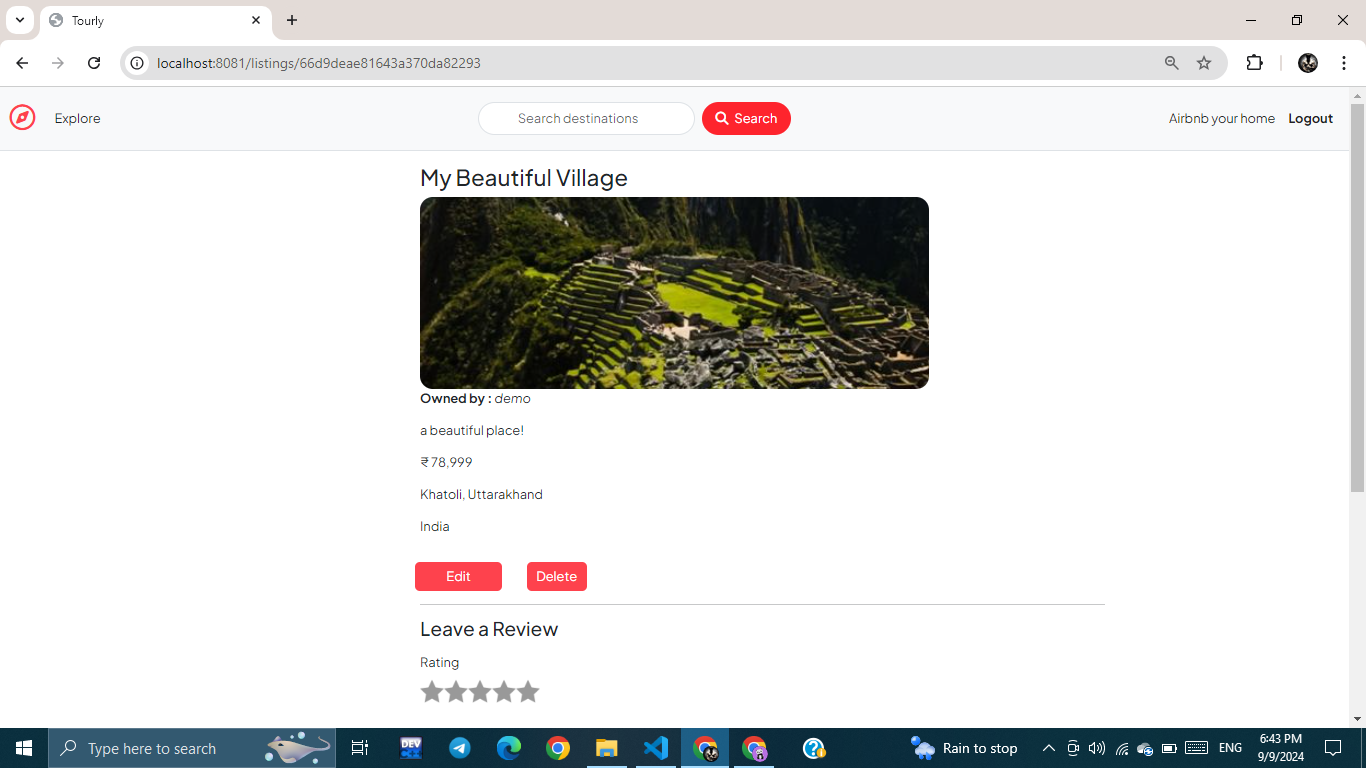 Tourly
localhost:8081/listings/66d9deae81643a370da82293
Explore
Search destinations
Search
Airbnb your home
Logout
My Beautiful Village
Owned by : demo
a beautiful place!
₹ 78,999
Khatoli, Uttarakhand
India
Edit
Delete
Leave a Review
Rating
Type here to search
DEV
Rain to stop
ENG
6:43 PM
9/9/2024